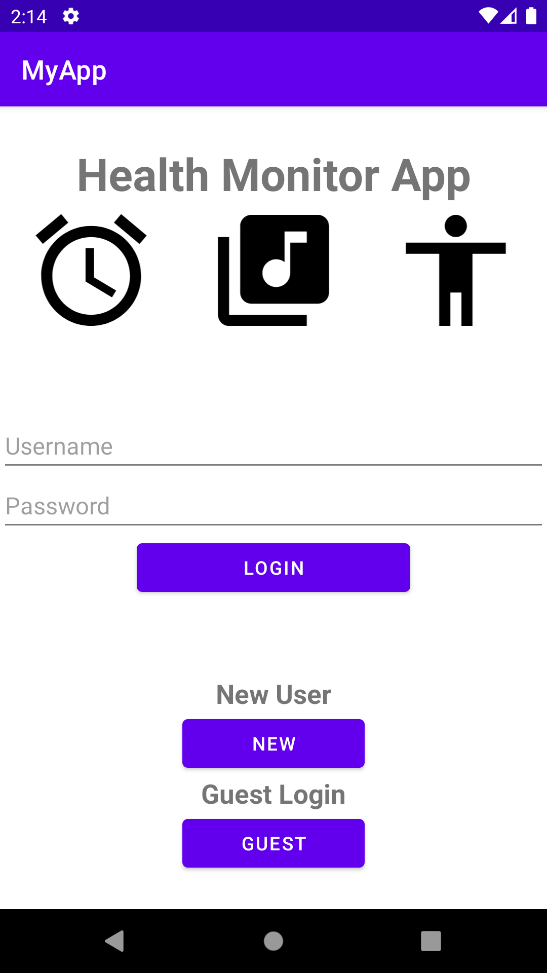 2:14
MyApp
Health Monitor App
Username
Password
LOGIN
New User
NEW
Guest Login
GUEST